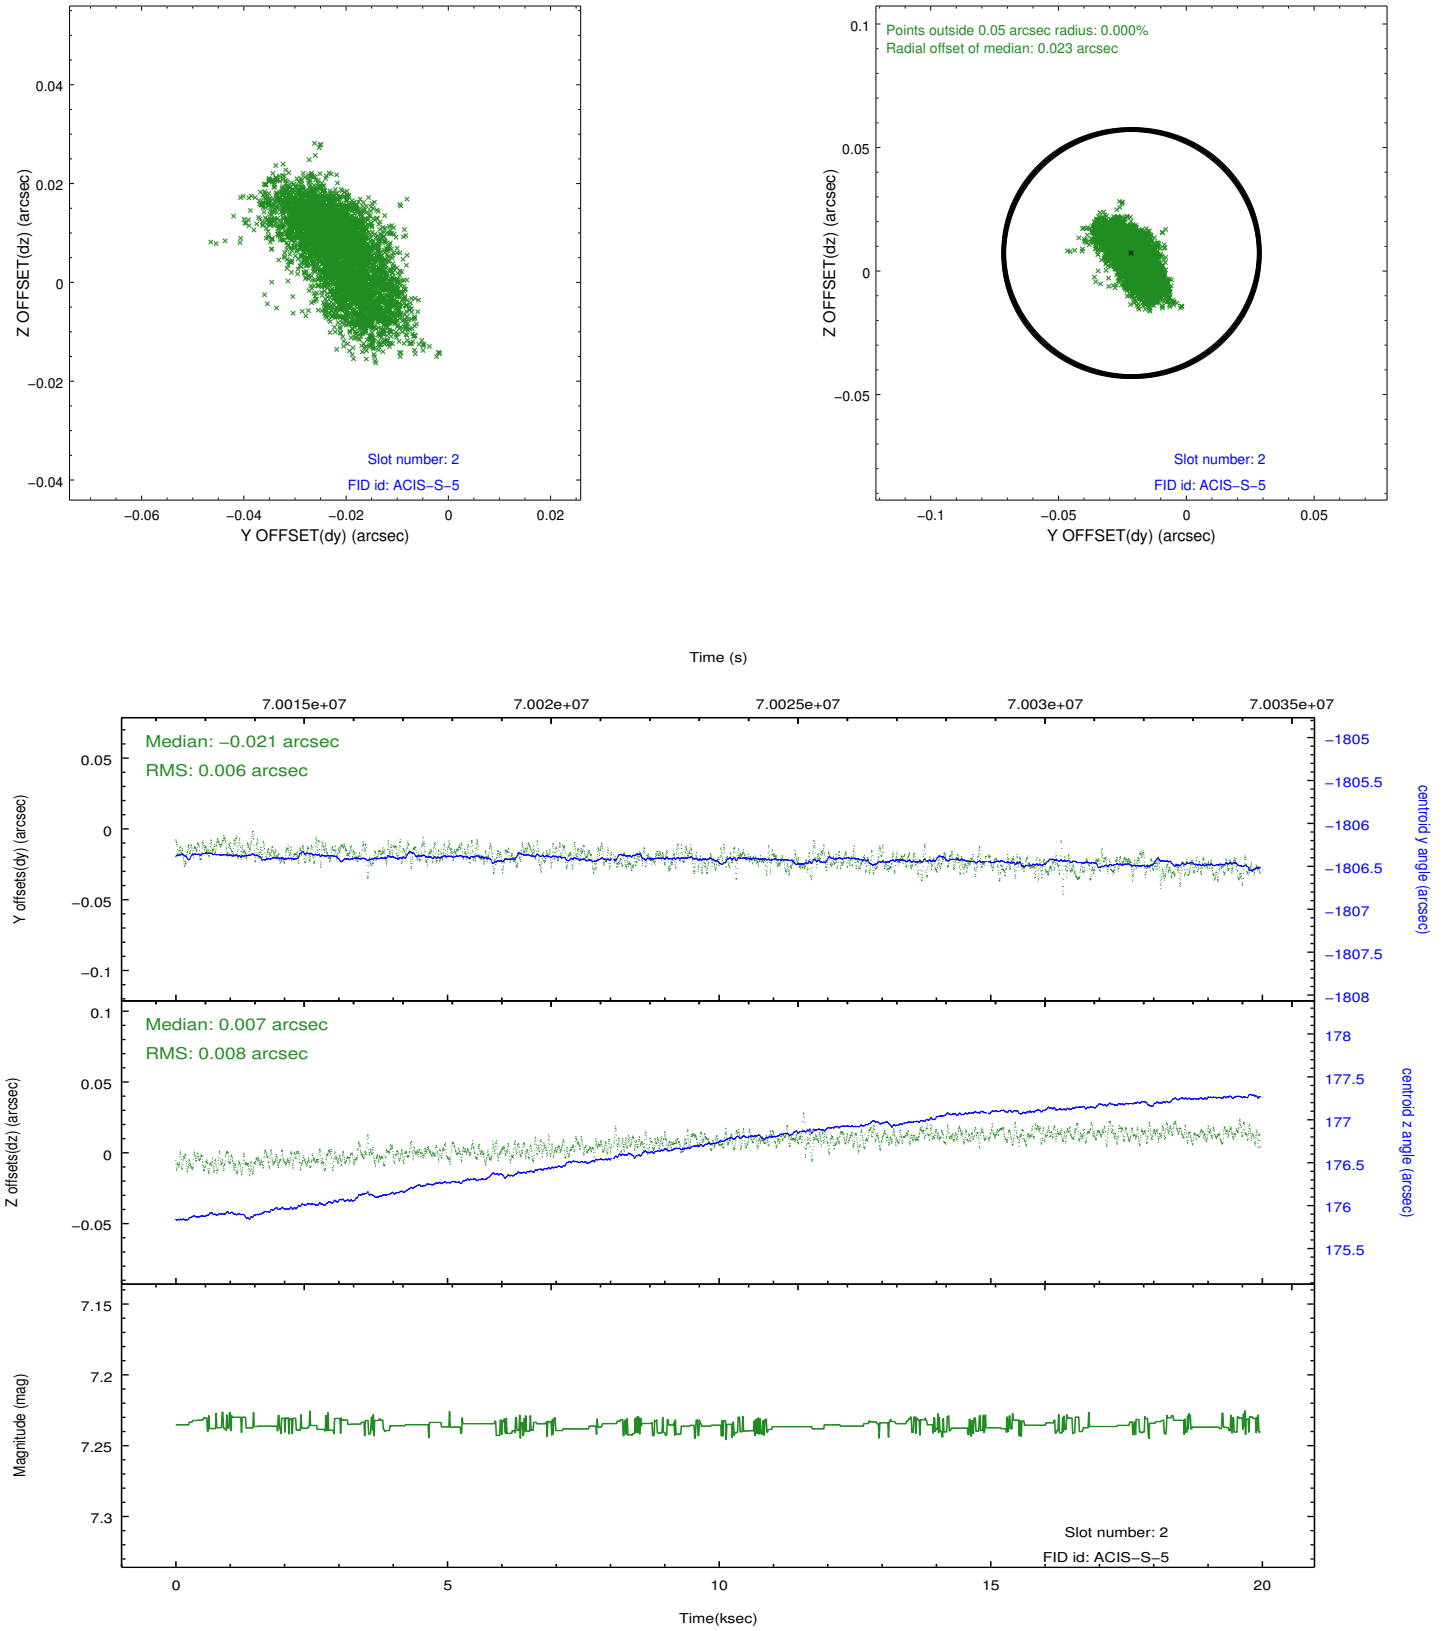 0.04
0.02
0
−0.02
−0.04
−0.06
−0.04
−0.02
0
0.02
Z OFFSET(dz) (arcsec)
Y OFFSET(dy) (arcsec)
Slot number: 2
FID id: ACIS−S−5
Points outside 0.05 arcsec radius: 0.000%
Radial offset of median: 0.023 arcsec
0.1
0.05
0
−0.05
−0.1
−0.05
0
0.05
Z OFFSET(dz) (arcsec)
Y OFFSET(dy) (arcsec)
Slot number: 2
FID id: ACIS−S−5
Time (s)
7.0015e+07
7.002e+07
7.0025e+07
7.003e+07
7.0035e+07
Median: −0.021 arcsec
RMS: 0.006 arcsec
0.05
0
−0.05
−0.1
Y offsets(dy) (arcsec)
−1805
−1805.5
−1806
−1806.5
−1807
−1807.5
−1808
centroid y angle (arcsec)
Median: 0.007 arcsec
RMS: 0.008 arcsec
0.1
0.05
0
−0.05
Z offsets(dz) (arcsec)
178
177.5
177
176.5
176
175.5
centroid z angle (arcsec)
7.15
7.2
7.25
7.3
Magnitude (mag)
Slot number: 2
FID id: ACIS−S−5
0
5
10
15
20
Time(ksec)